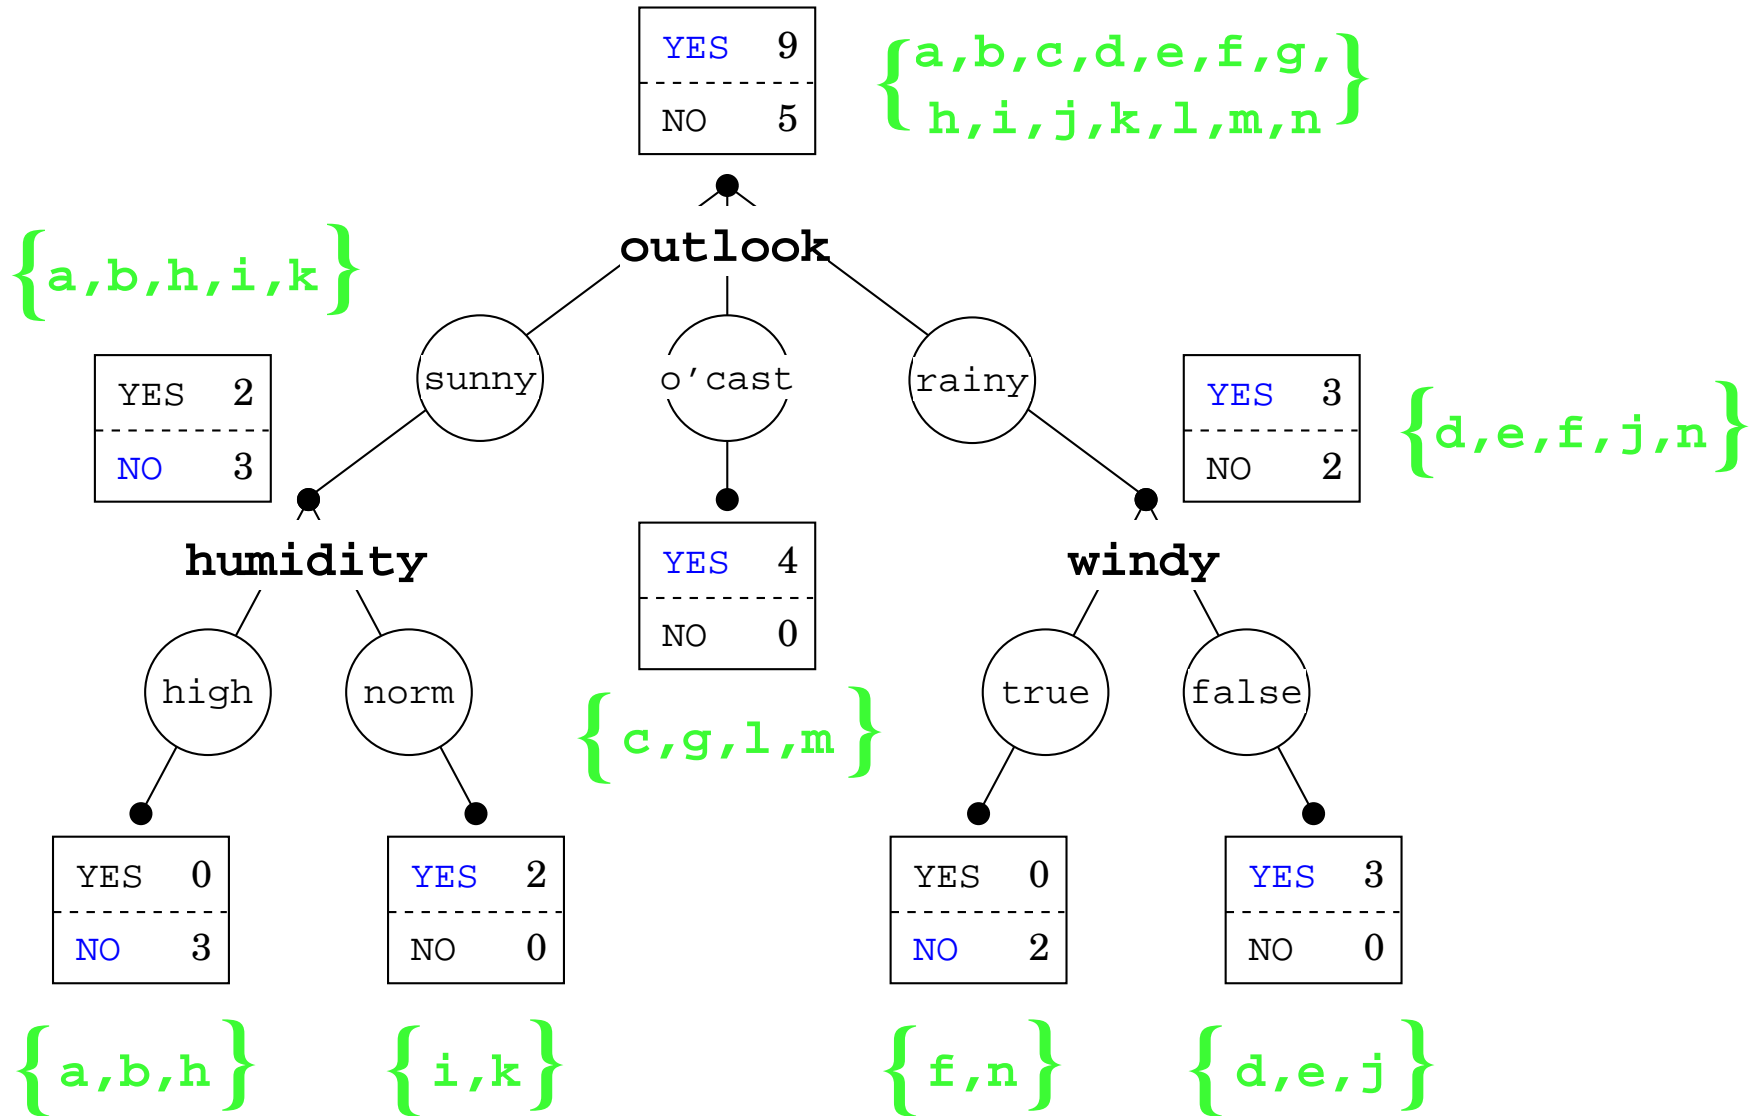 YES 9
NO 5
{a,b,c,d,e,f,g,
h,i,j,k,l,m,n}
outlook
{a,b,h,i,k}
sunny
o'cast
rainy
YES 2
NO 3
YES 3
NO 2
{d,e,f,j,n}
humidity
YES 4
NO 0
windy
high
norm
{c,g,l,m}
true
false
YES 0
NO 3
YES 2
NO 0
YES 0
NO 2
YES 3
NO 0
{a,b,h}
{i,k}
{f,n}
{d,e,j}